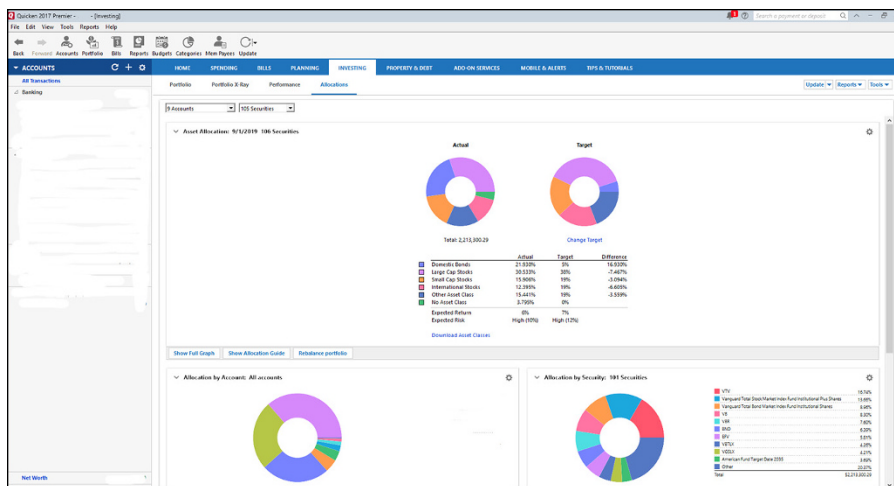 Quicken 2017 Premier - - [Investing]
Search a payment or deposit
File Edit View Tools Reports Help
Back Forward Accounts Portfolio Bills Reports Budgets Categories Mem Payees Update
ACCOUNTS
HOME SPENDING BILLS PLANNING INVESTING PROPERTY & DEBT ADD-ON SERVICES MOBILE & ALERTS TIPS & TUTORIALS
All Transactions
Banking
Portfolio Portfolio X-Ray Performance Allocations
Update Reports Tools
9 Accounts 105 Securities
Asset Allocation: 9/1/2019 106 Securities
Actual Target
Total: 2,213,300.29 Change Target
Actual Target Difference
Domestic Bonds 21.930% 5% 16.930%
Large Cap Stocks 30.533% 38% -7.467%
Small Cap Stocks 15.906% 19% -3.094%
International Stocks 12.395% 19% -6.605%
Other Asset Class 15.441% 19% -3.559%
No Asset Class 3.795% 0%
Expected Return 6% 7%
Expected Risk High (10%) High (12%)
Download Asset Classes
Show Full Graph Show Allocation Guide Rebalance portfolio
Allocation by Account: All accounts
Allocation by Security: 101 Securities
VTV
Vanguard Total Stock Market Index Fund Institutional Plus Shares
Vanguard Total Bond Market Index Fund Institutional Shares
VB
VBR
BND
EFV
American Fund Target Date 2030
Other
Total $2,213,300.29
Net Worth